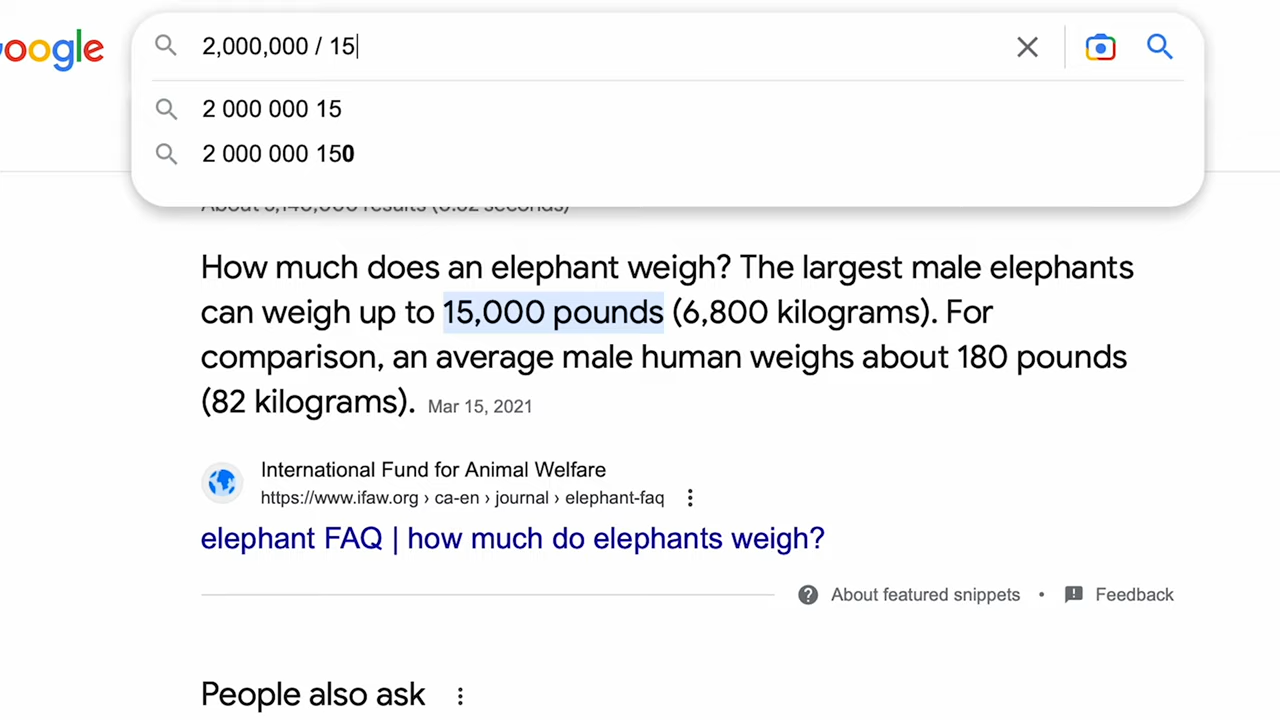 oogle
2,000,000 / 15
2 000 000 15
2 000 000 150
How much does an elephant weigh? The largest male elephants
can weigh up to 15,000 pounds (6,800 kilograms). For
comparison, an average male human weighs about 180 pounds
(82 kilograms). Mar 15, 2021
International Fund for Animal Welfare
https://www.ifaw.org › ca-en › journal › elephant-faq
elephant FAQ | how much do elephants weigh?
About featured snippets • Feedback
People also ask